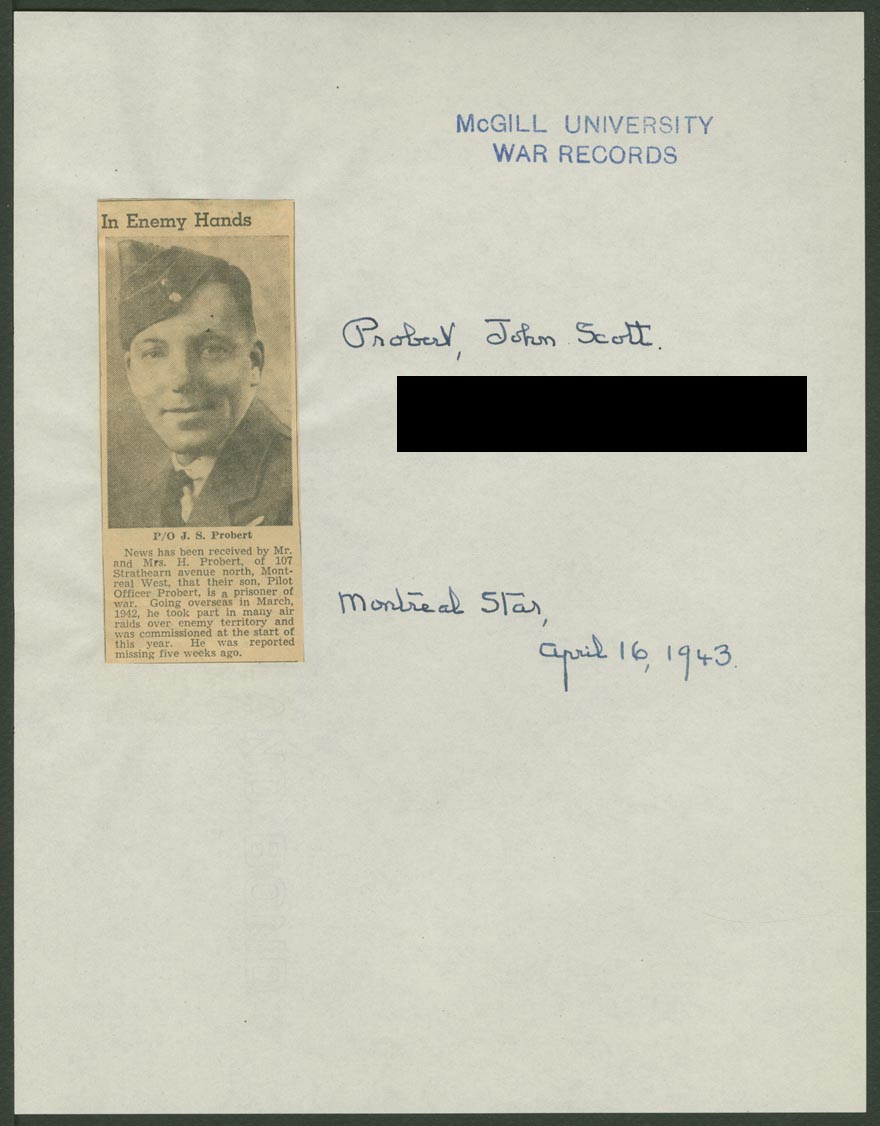 McGILL UNIVERSITY
WAR RECORDS
In Enemy Hands
P/O J. S. Probert
News has been received by Mr.
and Mrs. H. Probert, of 107
Strathearn avenue north, Mont-
real West, that their son, Pilot
Officer Probert, is a prisoner of
war. Going overseas in March,
1942, he took part in many air
raids over enemy territory and
was commissioned at the start of
this year. He was reported
missing five weeks ago.
Probert, John Scott.
Montreal Star,
April 16, 1943.